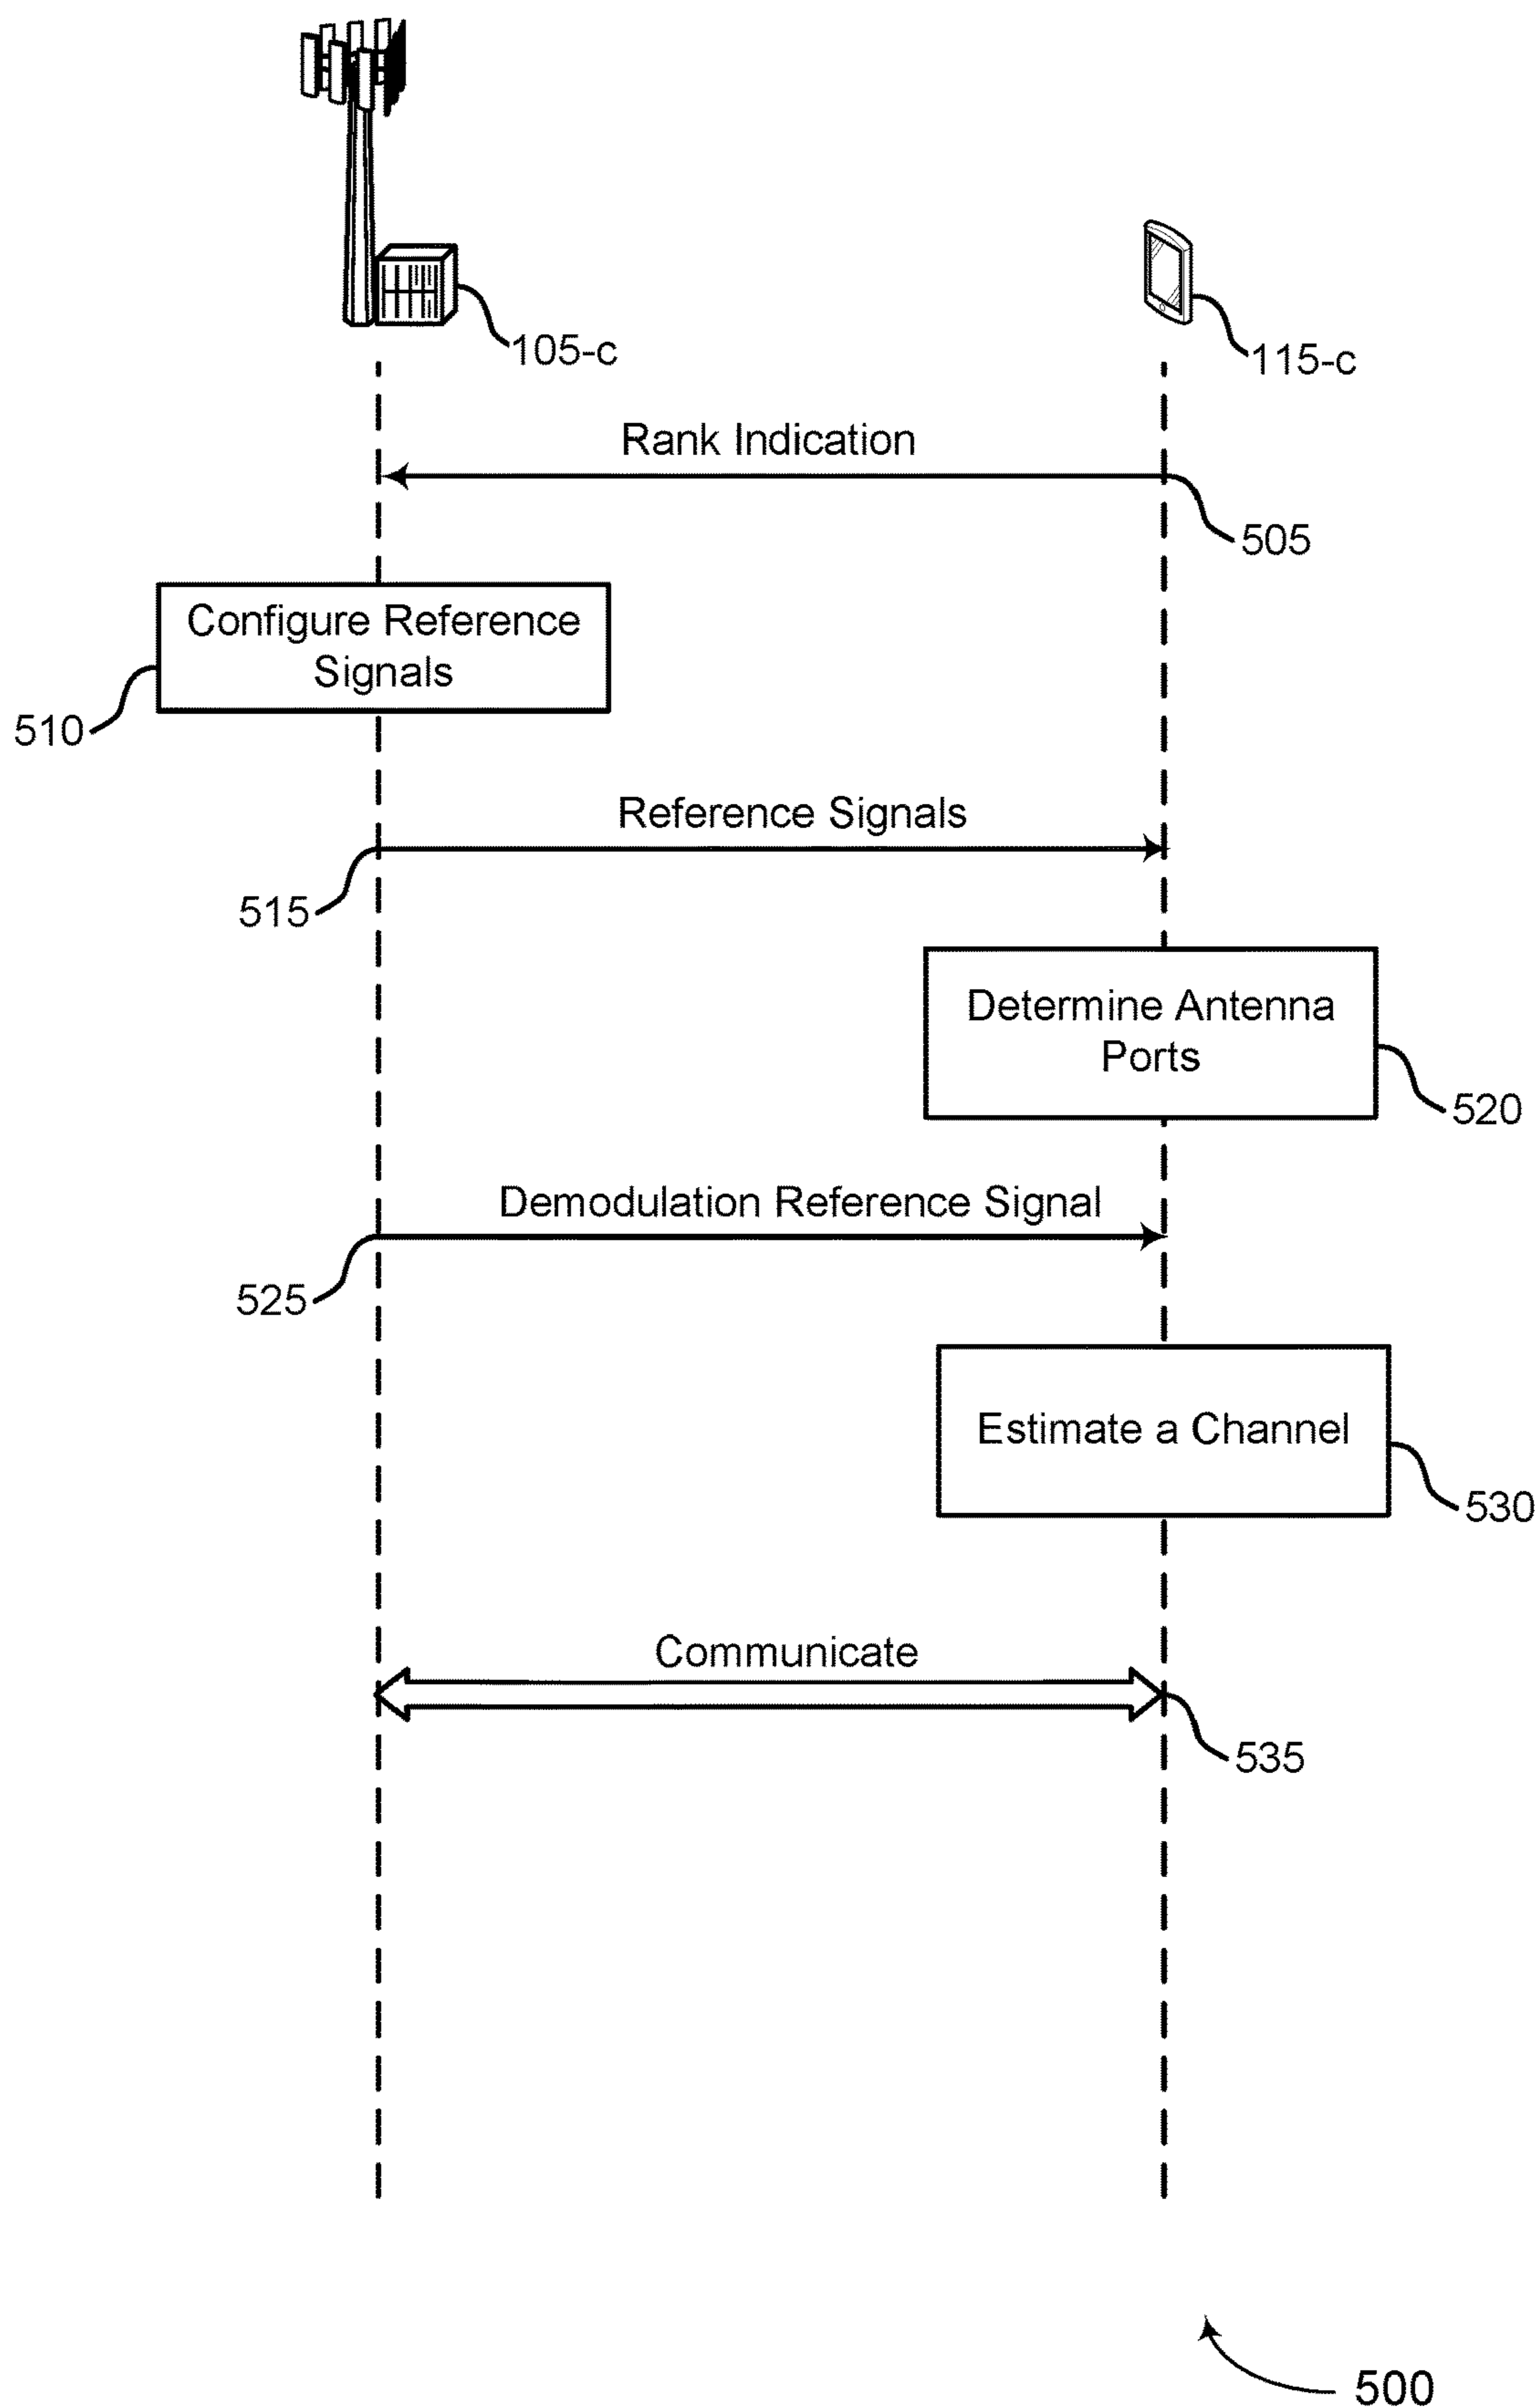 105-c
115-c
Rank Indication
505
Configure Reference
Signals
510
Reference Signals
515
Determine Antenna
Ports
520
Demodulation Reference Signal
525
Estimate a Channel
530
Communicate
535
500